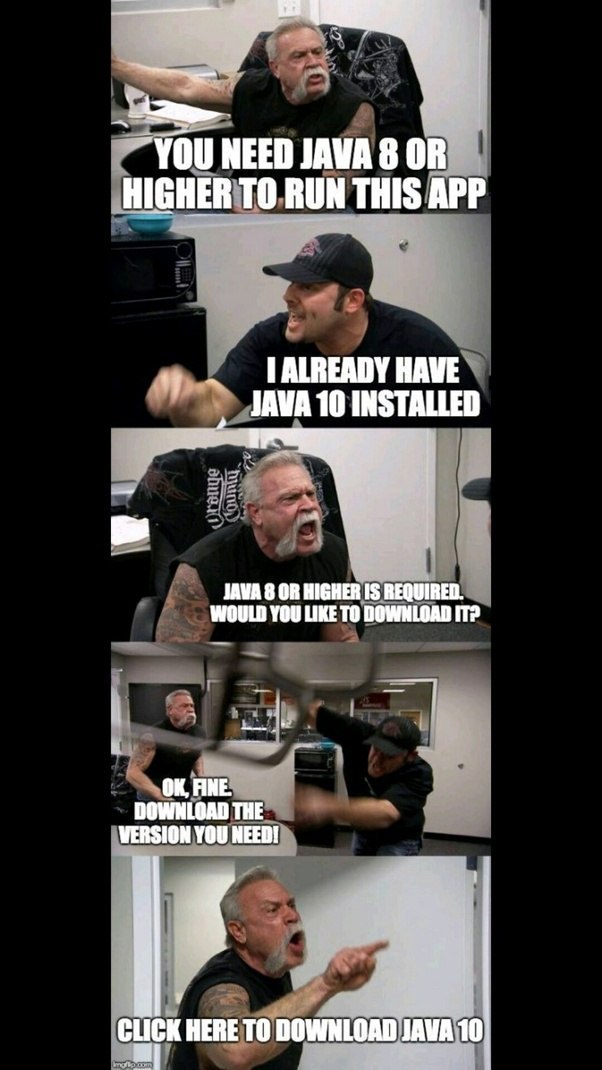 YOU NEED JAVA 8 OR
HIGHER TO RUN THIS APP
I ALREADY HAVE
JAVA 10 INSTALLED
Orange
County
JAVA 8 OR HIGHER IS REQUIRED.
WOULD YOU LIKE TO DOWNLOAD IT?
OK, FINE.
DOWNLOAD THE
VERSION YOU NEED!
CLICK HERE TO DOWNLOAD JAVA 10
imgflip.com